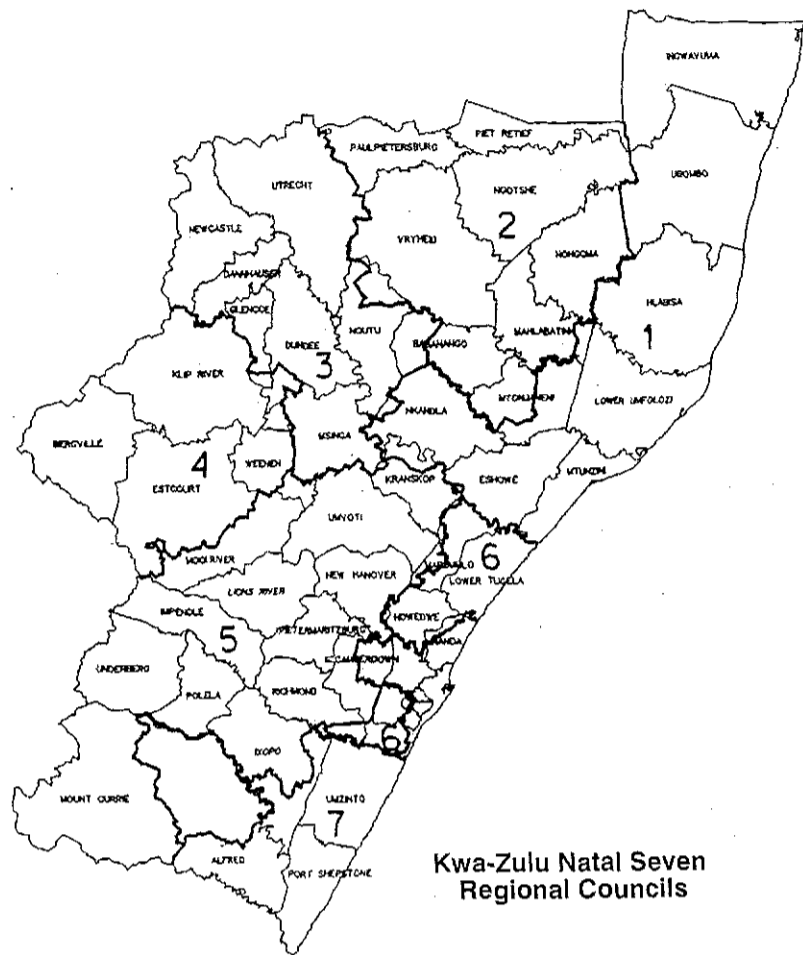 INGWAVUMA
PIET RETIEF
PAULPIETERSBURG
UBOMBO
UTRECHT
NGOTSHE
2
NEWCASTLE
VRYHEID
NONGOMA
DANNHAUSER
HLABISA
GLENCOE
1
DUNDEE
NQUTU
BABANANGO
MAHLABATINI
3
KLIP RIVER
MTONJANENI
LOWER UMFOLOZI
NKANDLA
MSINGA
BERGVILLE
WEENEN
4
ESTCOURT
KRANSKOP
ESHOWE
MTUNZINI
UMVOTI
6
MOOI RIVER
MAPUMULO
LOWER TUGELA
NEW HANOVER
LIONS RIVER
IMPENDLE
NDWEDWE
PIETERMARITZBURG
5
CAMPERDOWN
UNDERBERG
POLELA
RICHMOND
6
IXOPO
MOUNT CURRIE
UMZINTO
7
ALFRED
PORT SHEPSTONE
Kwa-Zulu Natal Seven
Regional Councils